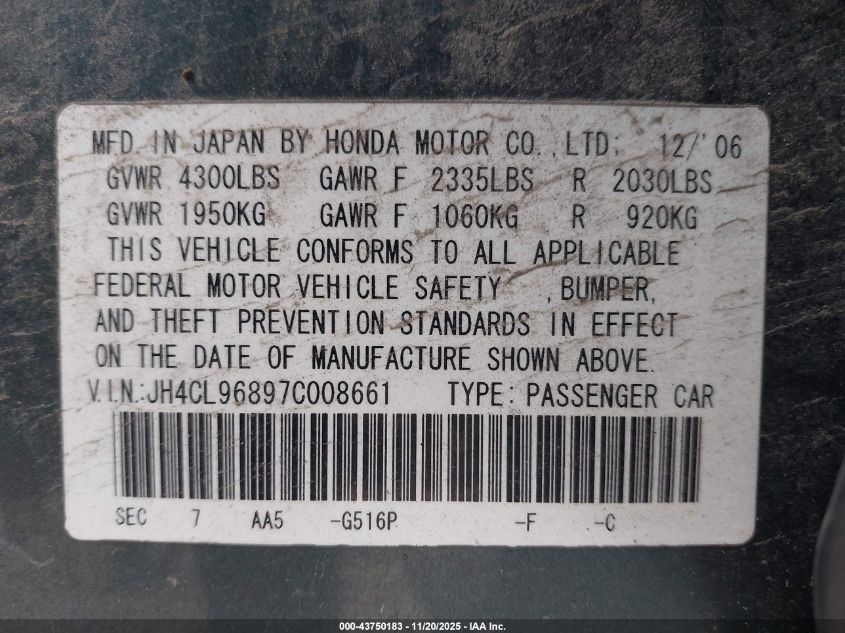 MFD. IN JAPAN BY HONDA MOTOR CO., LTD. 12/'06
GVWR 4300LBS GAWR F 2335LBS R 2030LBS
GVWR 1950KG GAWR F 1060KG R 920KG
THIS VEHICLE CONFORMS TO ALL APPLICABLE
FEDERAL MOTOR VEHICLE SAFETY , BUMPER,
AND THEFT PREVENTION STANDARDS IN EFFECT
ON THE DATE OF MANUFACTURE SHOWN ABOVE.
V.I.N.:JH4CL96897C008661 TYPE: PASSENGER CAR
SEC 7 AA5 -G516P -F -C
000-43750183 - 11/20/2025 - IAA Inc.